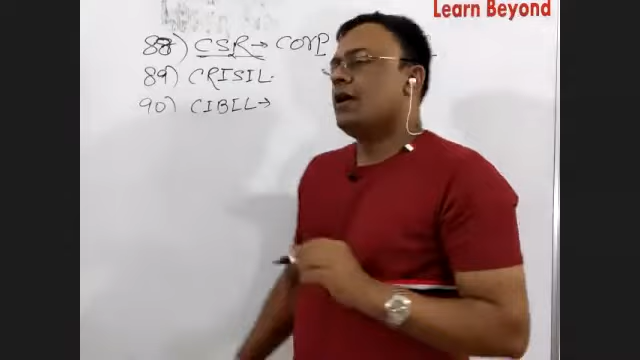 Learn Beyond
88) CSR→ COrp
89) CRISIL
90) CIBIL→